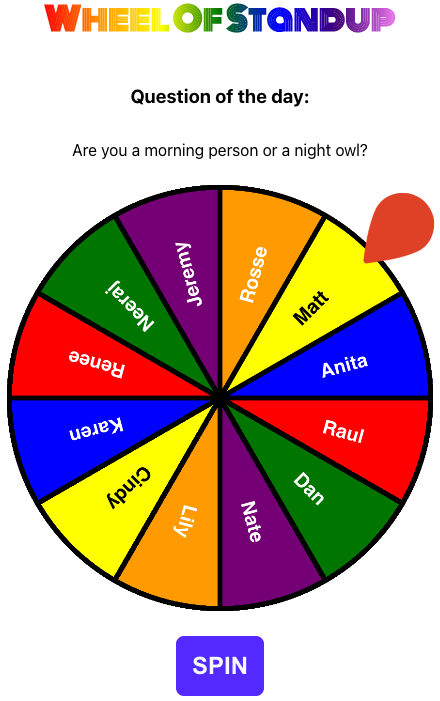 Wheel Of Standup
Question of the day:
Are you a morning person or a night owl?
Rosse
Matt
Anita
Raul
Dan
Nate
Lily
Cindy
Karen
Renee
Neeraj
Jeremy
SPIN